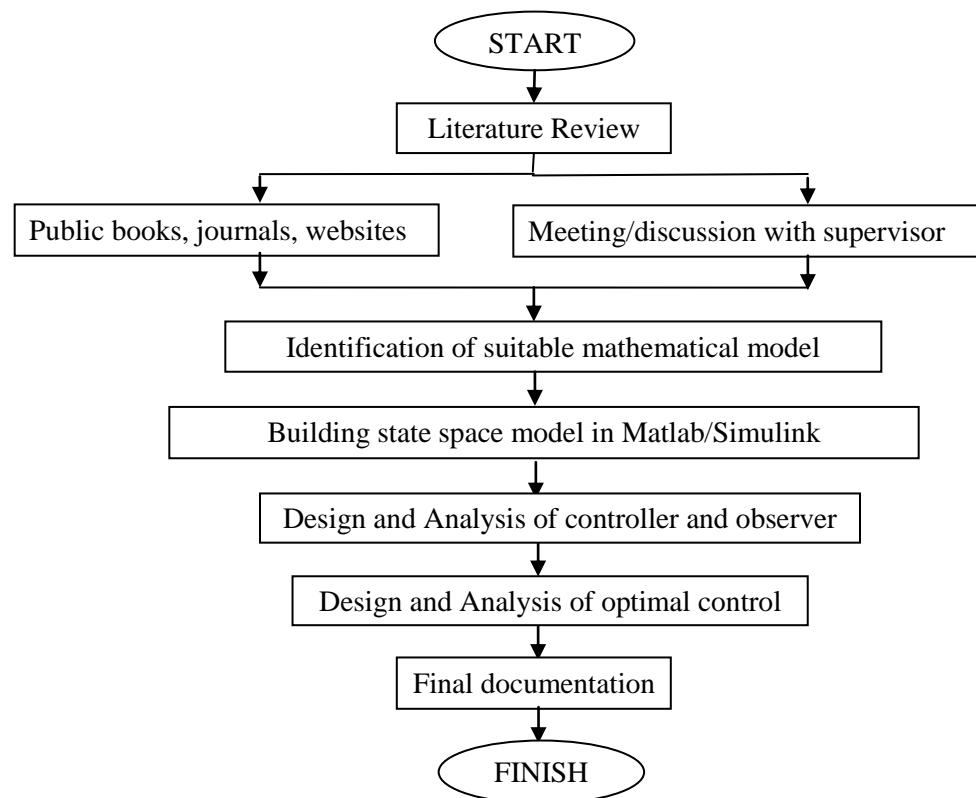 START
Literature Review
Public books, journals, websites
Meeting/discussion with supervisor
Identification of suitable mathematical model
Building state space model in Matlab/Simulink
Design and Analysis of controller and observer
Design and Analysis of optimal control
Final documentation
FINISH